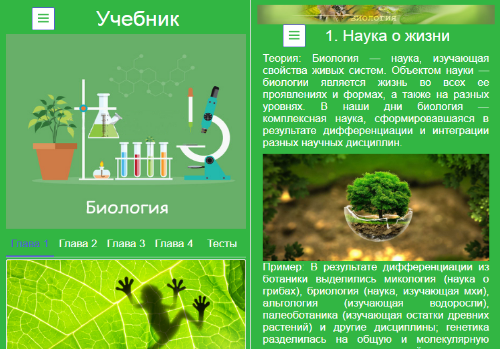 Учебник
Биология
Глава 1 Глава 2 Глава 3 Глава 4 Тесты
Биология
1. Наука о жизни
Теория: Биология — наука, изучающая
свойства живых систем. Объектом науки —
биологии является жизнь во всех ее
проявлениях и формах, а также на разных
уровнях. В наши дни биология —
комплексная наука, сформировавшаяся в
результате дифференциации и интеграции
разных научных дисциплин.
Пример: В результате дифференциации из
ботаники выделились микология (наука о
грибах), бриология (наука, изучающая мхи),
альгология (изучающая водоросли),
палеоботаника (изучающая остатки древних
растений) и другие дисциплины; генетика
разделилась на общую и молекулярную